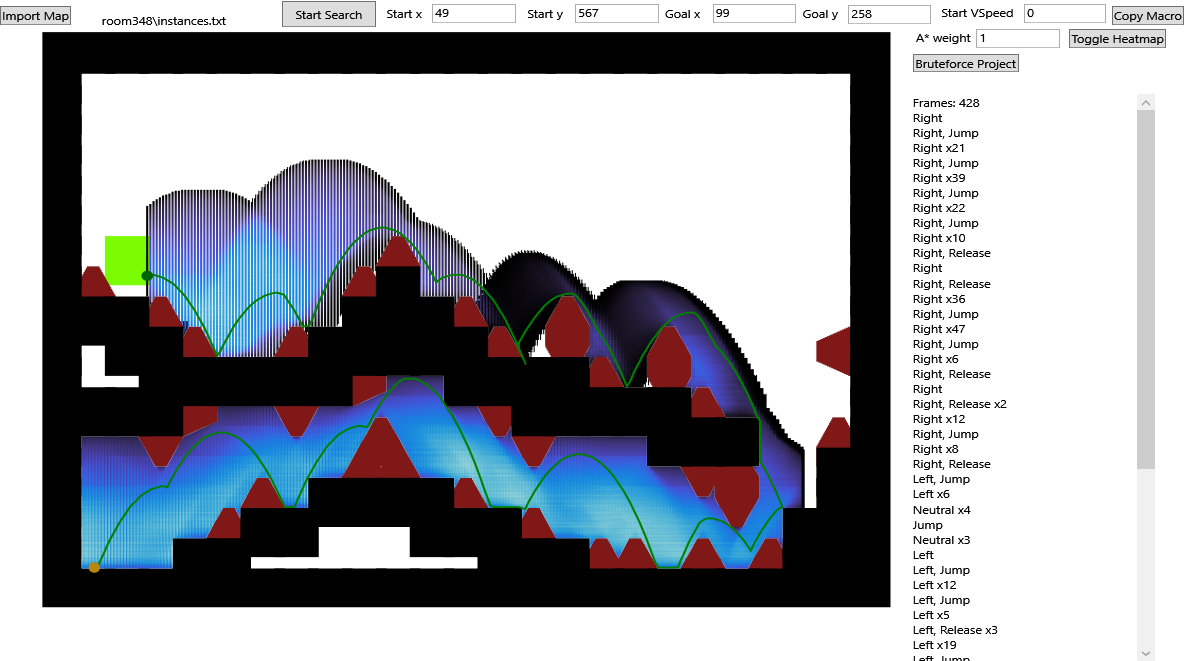 Import Map
room348\instances.txt
Start Search
Start x 49
Start y 567
Goal x 99
Goal y 258
Start VSpeed 0
Copy Macro
A* weight 1
Toggle Heatmap
Bruteforce Project
Frames: 428
Right
Right, Jump
Right x21
Right, Jump
Right x39
Right, Jump
Right x22
Right, Jump
Right x10
Right, Release
Right
Right, Release
Right x36
Right, Jump
Right x47
Right, Jump
Right x6
Right, Release
Right
Right, Release x2
Right x12
Right, Jump
Right x8
Right, Release
Left, Jump
Left x6
Neutral x4
Jump
Neutral x3
Left
Left, Jump
Left x12
Left, Jump
Left x5
Left, Release x3
Left x19
Left, Jump